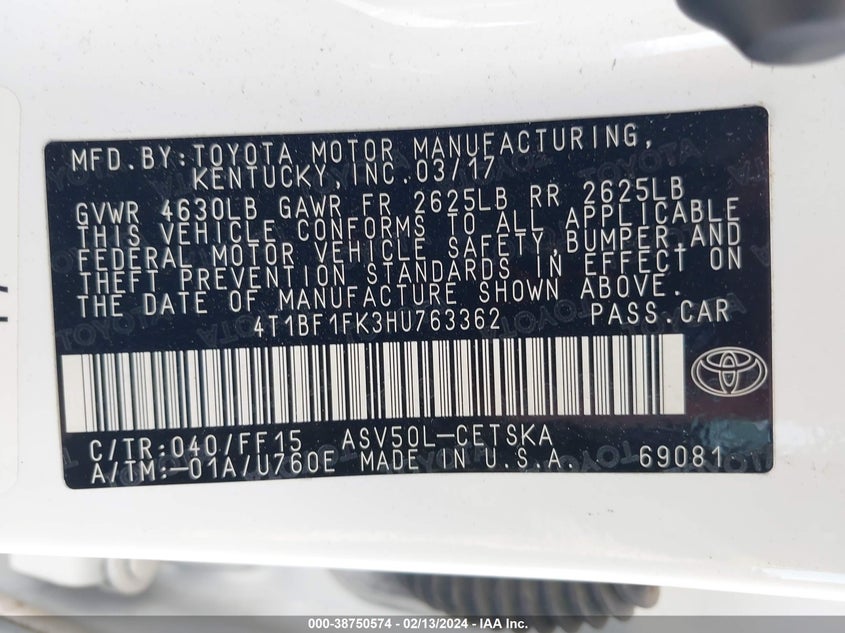 MFD.BY:TOYOTA MOTOR MANUFACTURING,
KENTUCKY,INC.03/17
GVWR 4630LB GAWR FR 2625LB RR 2625LB
THIS VEHICLE CONFORMS TO ALL APPLICABLE
FEDERAL MOTOR VEHICLE SAFETY,BUMPER,AND
THEFT PREVENTION STANDARDS IN EFFECT ON
THE DATE OF MANUFACTURE SHOWN ABOVE.
4T1BF1FK3HU763362 PASS.CAR
C/TR:040/FF15 ASV50L-CETSKA
A/TM:-01A/U760E MADE IN U.S.A. 69081
000-38750574 - 02/13/2024 - IAA Inc.